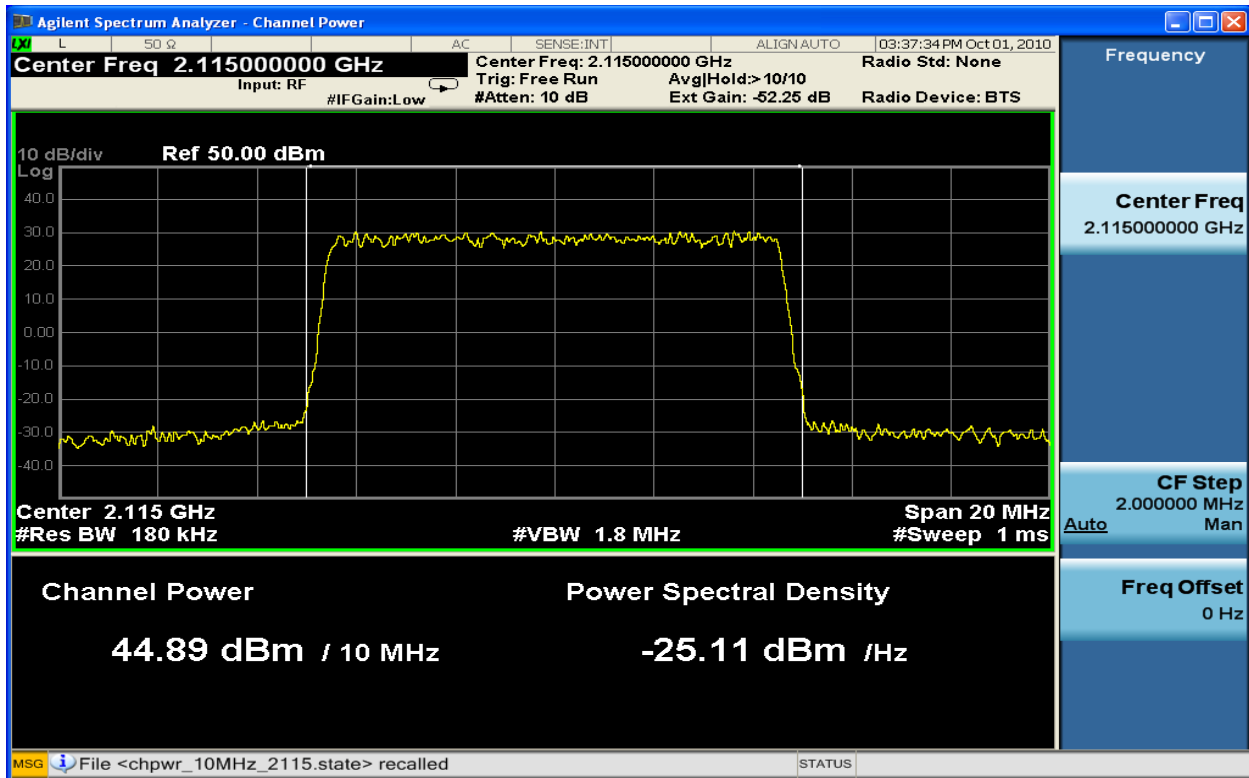 Agilent Spectrum Analyzer - Channel Power
LXI L 50 Ω AC SENSE:INT ALIGN AUTO 03:37:34 PM Oct 01, 2010
Center Freq 2.115000000 GHz
Input: RF
#IFGain:Low
Center Freq: 2.115000000 GHz
Trig: Free Run Avg|Hold:> 10/10
#Atten: 10 dB Ext Gain: -52.25 dB
Radio Std: None
Radio Device: BTS
10 dB/div Ref 50.00 dBm
Log
40.0
30.0
20.0
10.0
0.00
-10.0
-20.0
-30.0
-40.0
Center 2.115 GHz Span 20 MHz
#Res BW 180 kHz #VBW 1.8 MHz #Sweep 1 ms
Channel Power Power Spectral Density
44.89 dBm / 10 MHz -25.11 dBm /Hz
Frequency
Center Freq
2.115000000 GHz
CF Step
2.000000 MHz
Auto Man
Freq Offset
0 Hz
MSG File <chpwr_10MHz_2115.state> recalled STATUS